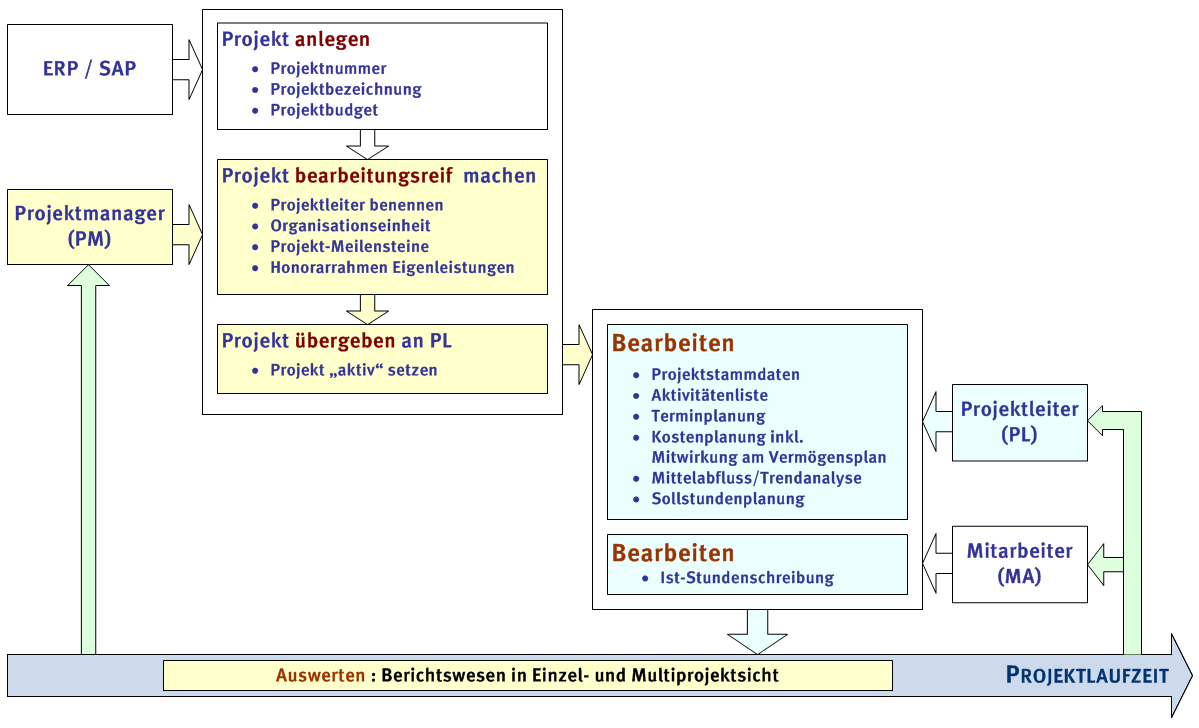 ERP / SAP
Projekt anlegen
• Projektnummer
• Projektbezeichnung
• Projektbudget
Projektmanager
(PM)
Projekt bearbeitungsreif machen
• Projektleiter benennen
• Organisationseinheit
• Projekt-Meilensteine
• Honorarrahmen Eigenleistungen
Projekt übergeben an PL
• Projekt „aktiv“ setzen
Bearbeiten
• Projektstammdaten
• Aktivitätenliste
• Terminplanung
• Kostenplanung inkl.
Mitwirkung am Vermögensplan
• Mittelabfluss/Trendanalyse
• Sollstundenplanung
Projektleiter
(PL)
Bearbeiten
• Ist-Stundenschreibung
Mitarbeiter
(MA)
Auswerten : Berichtswesen in Einzel- und Multiprojektsicht
PROJEKTLAUFZEIT